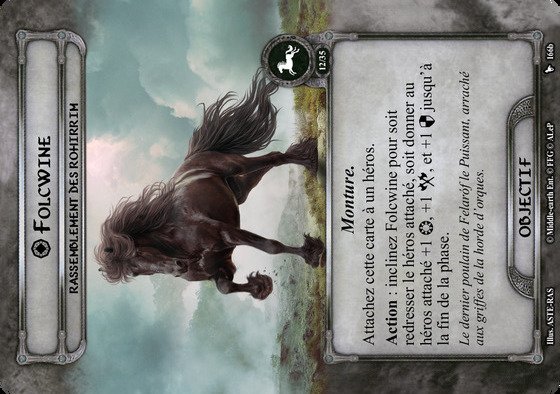 FOLCWINE
RASSEMBLEMENT DES ROHIRRIM
12/35
Monture.
Attachez cette carte à un héros.
Action : inclinez Folcwine pour soit
redresser le héros attaché, soit donner au
héros attaché +1 , +1 , et +1 jusqu'à
la fin de la phase.
Le dernier poulain de Felaróf le Puissant, arraché
aux griffes de la horde d'orques.
OBJECTIF
Illus. ASTE-RAS
© Middle-earth Ent. © FFG © ALeP
166b